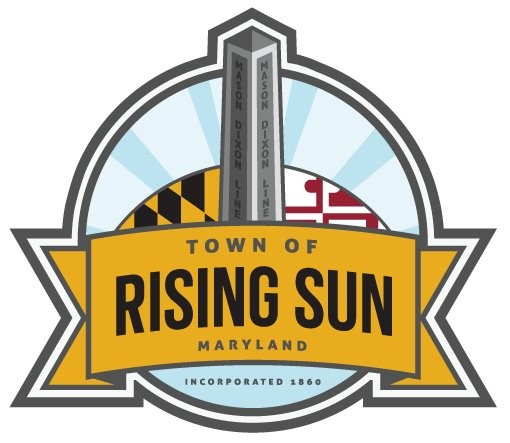 MASON DIXON LINE
MASON DIXON LINE
TOWN OF
RISING SUN
MARYLAND
INCORPORATED 1860